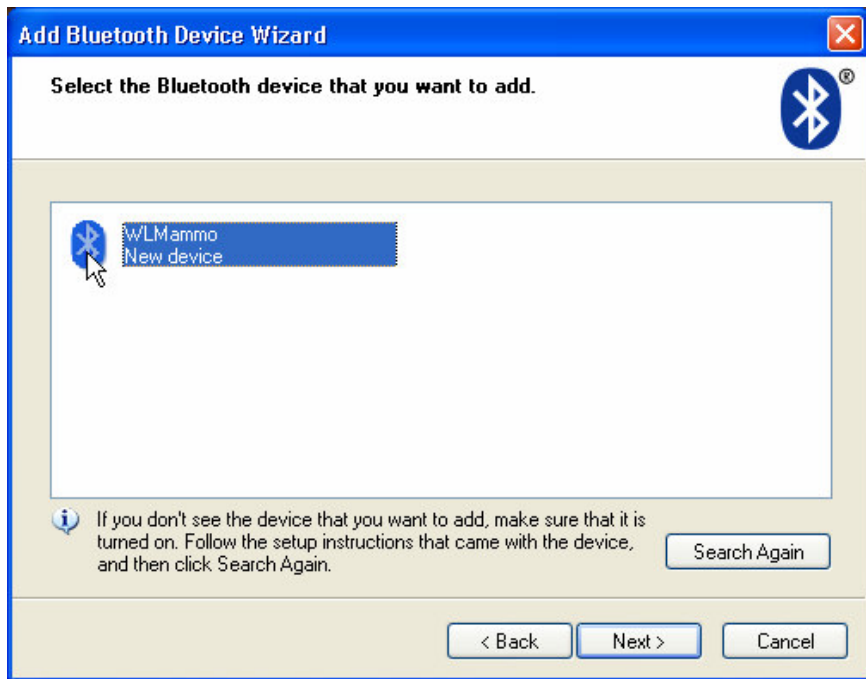 Add Bluetooth Device Wizard
Select the Bluetooth device that you want to add.
®
WLMammo
New device
If you don't see the device that you want to add, make sure that it is
turned on. Follow the setup instructions that came with the device,
and then click Search Again.
Search Again
< Back
Next >
Cancel